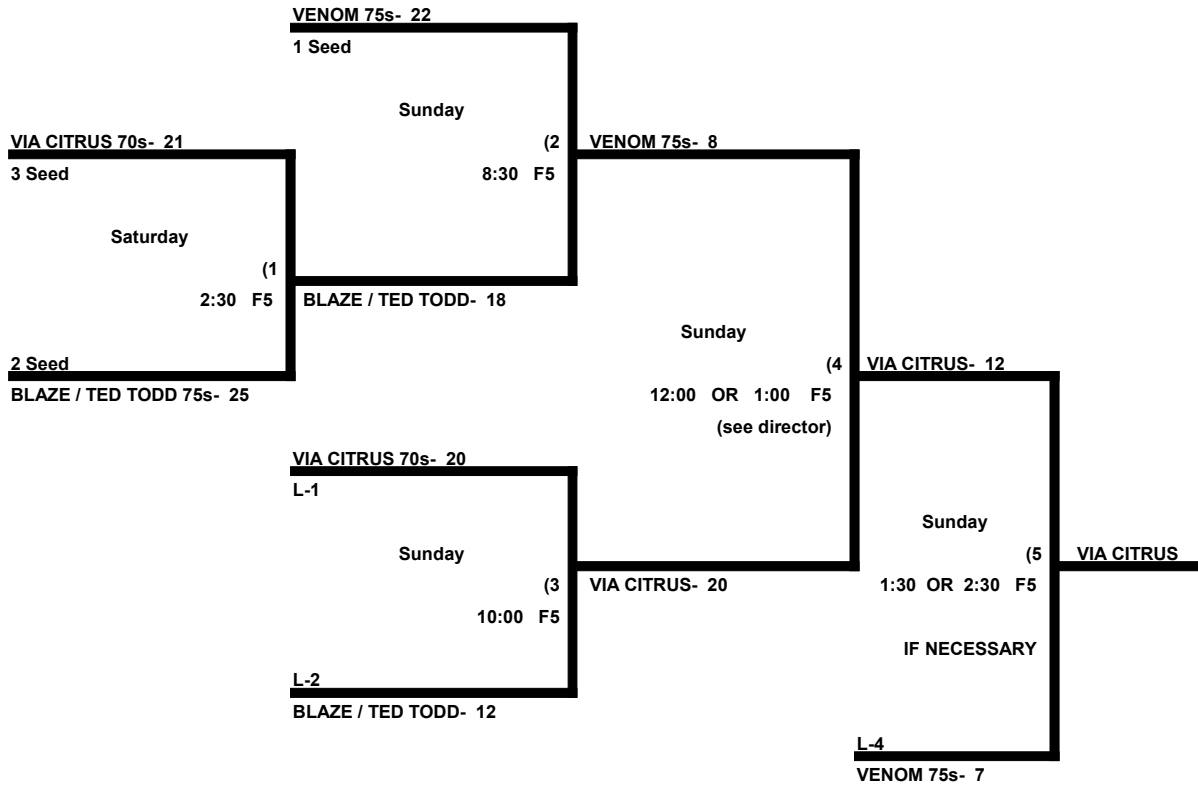 VENOM 75s- 22
1 Seed
Sunday
VIA CITRUS 70s- 21
(2
VENOM 75s- 8
3 Seed
8:30 F5
Saturday
(1
2:30 F5
BLAZE / TED TODD- 18
Sunday
2 Seed
(4
VIA CITRUS- 12
BLAZE / TED TODD 75s- 25
12:00 OR 1:00 F5
(see director)
VIA CITRUS 70s- 20
L-1
Sunday
Sunday
(5
VIA CITRUS
(3
VIA CITRUS- 20
1:30 OR 2:30 F5
10:00 F5
IF NECESSARY
L-2
BLAZE / TED TODD- 12
L-4
VENOM 75s- 7